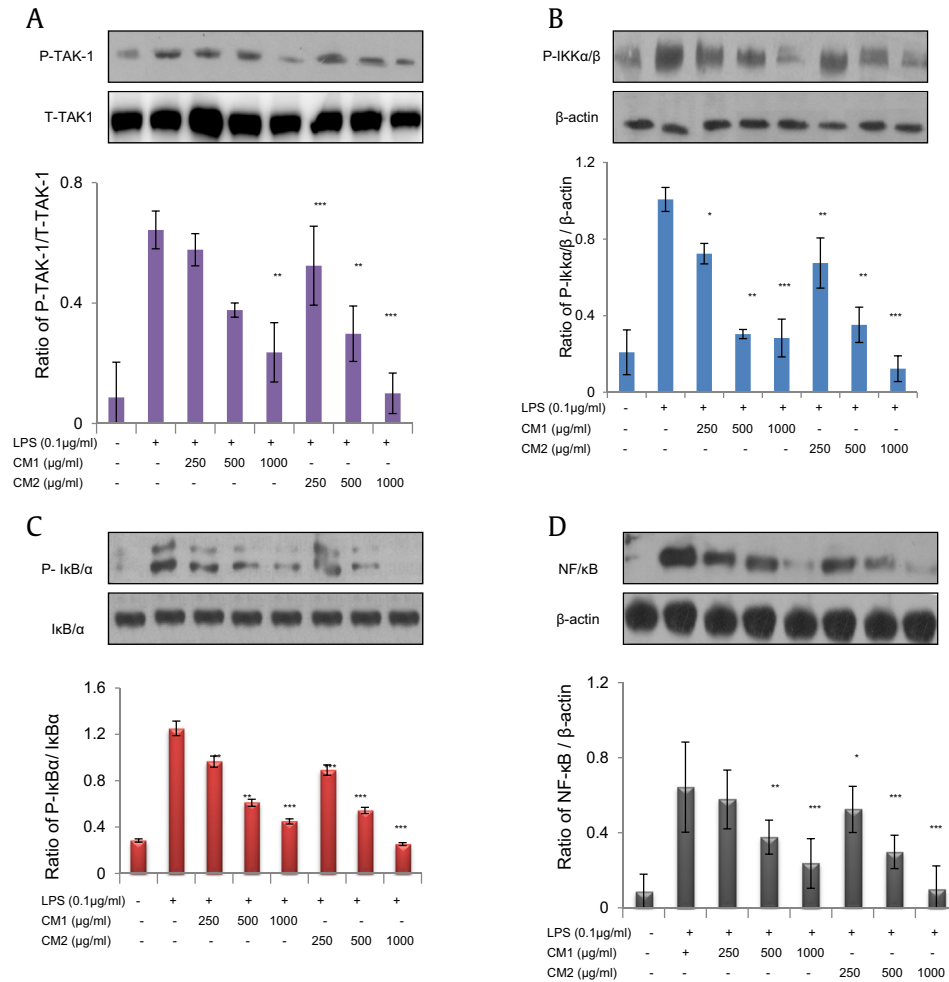 A
P-TAK-1
T-TAK1
Ratio of P-TAK-1/T-TAK-1
0.8
0.4
0
***
** **
***
LPS (0.1µg/ml) - + + + + + + +
CM1 (µg/ml) - - 250 500 1000 - - -
CM2 (µg/ml) - - - - - 250 500 1000
B
P-IKKα/β
β-actin
Ratio of P-Ikkα/β / β-actin
1.2
0.8
0.4
0
* **
** *** **
***
LPS (0.1µg/ml) - + + + + + + +
CM1 (µg/ml) - - 250 500 1000 - - -
CM2 (µg/ml) - - - - - 250 500 1000
C
P- IκB/α
IκB/α
Ratio of P-IκBα/ IκBα
1.6
1.2
0.8
0.4
0
**
** *** ***
***
LPS (0.1µg/ml) - + + + + + + +
CM1 (µg/ml) - - 250 500 1000 - - -
CM2 (µg/ml) - - - - - 250 500 1000
D
NF/κB
β-actin
Ratio of NF-κB / β-actin
1.2
0.8
0.4
0
*
** *** ***
***
LPS (0.1µg/ml) - + + + + + + +
CM1 (µg/ml) - + 250 500 1000 - - -
CM2 (µg/ml) - - - - - 250 500 1000